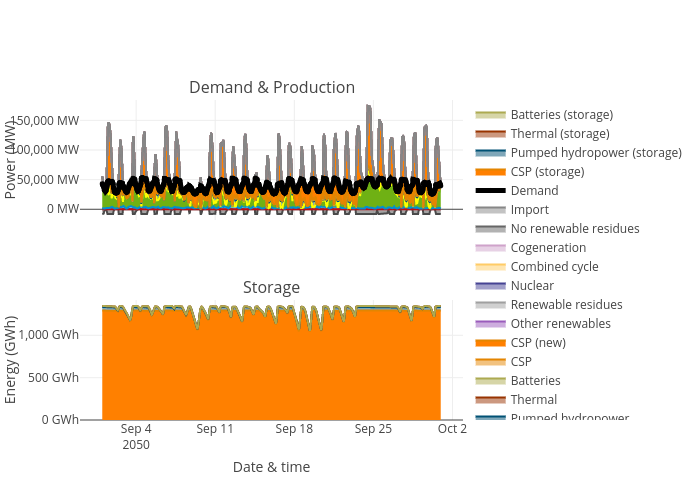 Demand & Production
Power (MW)
150,000 MW
100,000 MW
50,000 MW
0 MW
Storage
Energy (GWh)
1,000 GWh
500 GWh
0 GWh
Sep 4
2050
Sep 11
Sep 18
Sep 25
Oct 2
Date & time
Batteries (storage)
Thermal (storage)
Pumped hydropower (storage)
CSP (storage)
Demand
Import
No renewable residues
Cogeneration
Combined cycle
Nuclear
Renewable residues
Other renewables
CSP (new)
CSP
Batteries
Thermal
Pumped hydropower